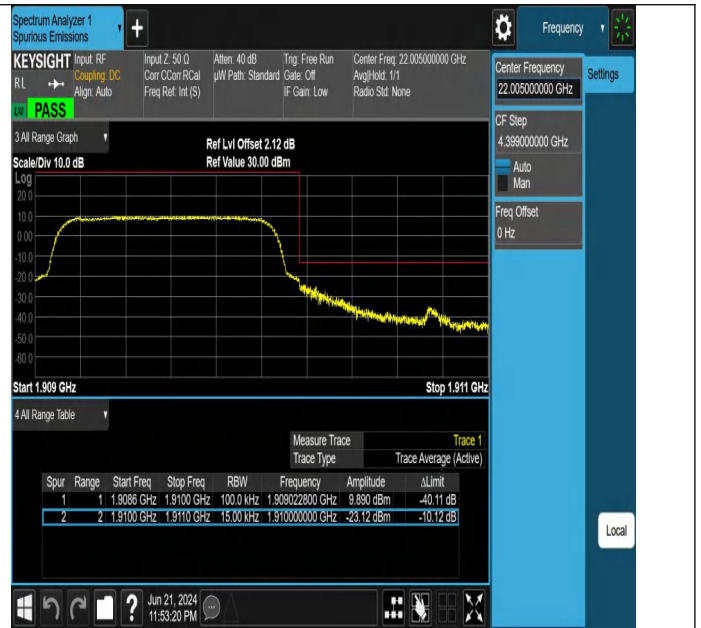 Spectrum Analyzer 1
Spurious Emissions
Frequency
KEYSIGHT
RL
Input: RF
Coupling: DC
Align: Auto
Input Z: 50 Ω
Corr CCorr RCal
Freq Ref: Int (S)
Atten: 40 dB
µW Path: Standard
Trig: Free Run
Gate: Off
IF Gain: Low
Center Freq: 22.005000000 GHz
Avg|Hold: 1/1
Radio Std: None
LXI PASS
Center Frequency
22.005000000 GHz
Settings
CF Step
4.399000000 GHz
Auto
Man
Freq Offset
0 Hz
3 All Range Graph
Ref Lvl Offset 2.12 dB
Scale/Div 10.0 dB
Ref Value 30.00 dBm
Log
20.0
10.0
0.00
-10.0
-20.0
-30.0
-40.0
-50.0
-60.0
Start 1.909 GHz
Stop 1.911 GHz
4 All Range Table
Measure Trace Trace 1
Trace Type Trace Average (Active)
Spur Range Start Freq Stop Freq RBW Frequency Amplitude ΔLimit
1 1 1.9086 GHz 1.9100 GHz 100.0 kHz 1.909022800 GHz 9.890 dBm -40.11 dB
2 2 1.9100 GHz 1.9110 GHz 15.00 kHz 1.910000000 GHz -23.12 dBm -10.12 dB
Local
?
Jun 21, 2024
11:53:20 PM